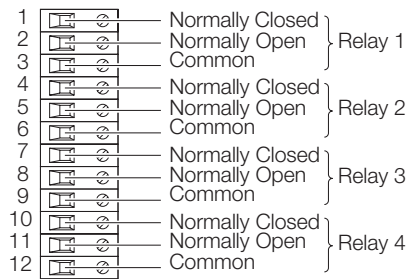 1 Normally Closed
2 Normally Open Relay 1
3 Common
4 Normally Closed
5 Normally Open Relay 2
6 Common
7 Normally Closed
8 Normally Open Relay 3
9 Common
10 Normally Closed
11 Normally Open Relay 4
12 Common